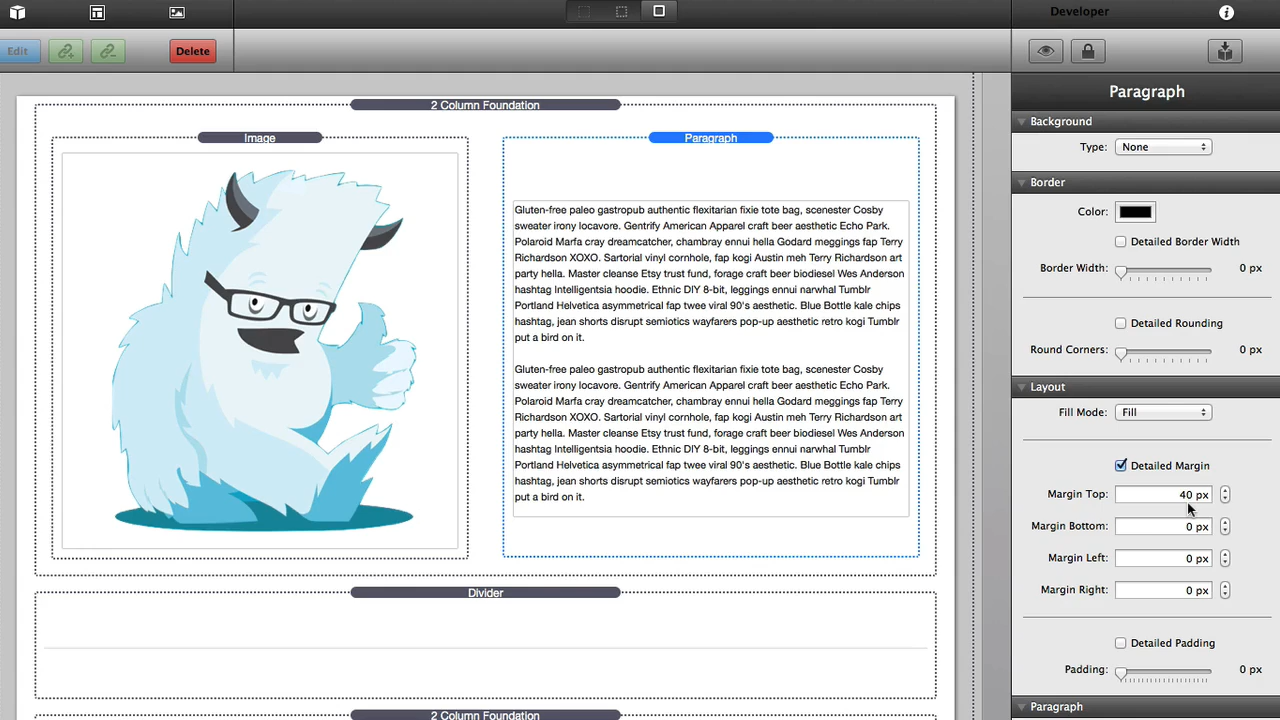 Developer
Edit
Delete
2 Column Foundation
Image
Paragraph
Gluten-free paleo gastropub authentic flexitarian fixie tote bag, scenester Cosby
sweater irony locavore. Gentrify American Apparel craft beer aesthetic Echo Park.
Polaroid Marfa cray dreamcatcher, chambray ennui hella Godard meggings fap Terry
Richardson XOXO. Sartorial vinyl cornhole, fap kogi Austin meh Terry Richardson art
party hella. Master cleanse Etsy trust fund, forage craft beer biodiesel Wes Anderson
hashtag Intelligentsia hoodie. Ethnic DIY 8-bit, leggings ennui narwhal Tumblr
Portland Helvetica asymmetrical fap twee viral 90's aesthetic. Blue Bottle kale chips
hashtag, jean shorts disrupt semiotics wayfarers pop-up aesthetic retro kogi Tumblr
put a bird on it.
Gluten-free paleo gastropub authentic flexitarian fixie tote bag, scenester Cosby
sweater irony locavore. Gentrify American Apparel craft beer aesthetic Echo Park.
Polaroid Marfa cray dreamcatcher, chambray ennui hella Godard meggings fap Terry
Richardson XOXO. Sartorial vinyl cornhole, fap kogi Austin meh Terry Richardson art
party hella. Master cleanse Etsy trust fund, forage craft beer biodiesel Wes Anderson
hashtag Intelligentsia hoodie. Ethnic DIY 8-bit, leggings ennui narwhal Tumblr
Portland Helvetica asymmetrical fap twee viral 90's aesthetic. Blue Bottle kale chips
hashtag, jean shorts disrupt semiotics wayfarers pop-up aesthetic retro kogi Tumblr
put a bird on it.
Divider
2 Column Foundation
Paragraph
Background
Type: None
Border
Color:
Detailed Border Width
Border Width: 0 px
Detailed Rounding
Round Corners: 0 px
Layout
Fill Mode: Fill
Detailed Margin
Margin Top: 40 px
Margin Bottom: 0 px
Margin Left: 0 px
Margin Right: 0 px
Detailed Padding
Padding: 0 px
Paragraph